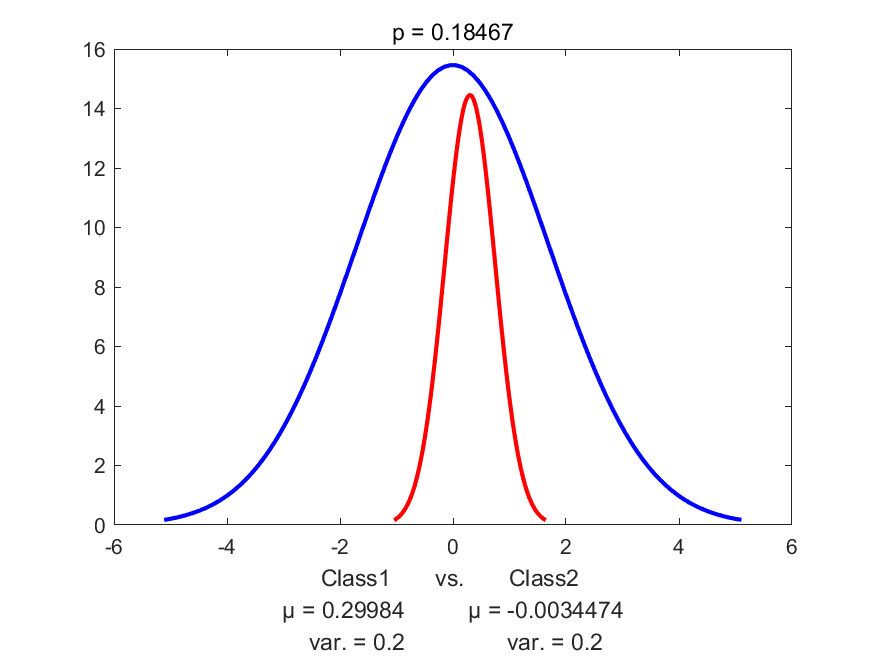 p = 0.18467
16
14
12
10
8
6
4
2
0
-6 -4 -2 0 2 4 6
Class1 vs. Class2
μ = 0.29984 μ = -0.0034474
var. = 0.2 var. = 0.2